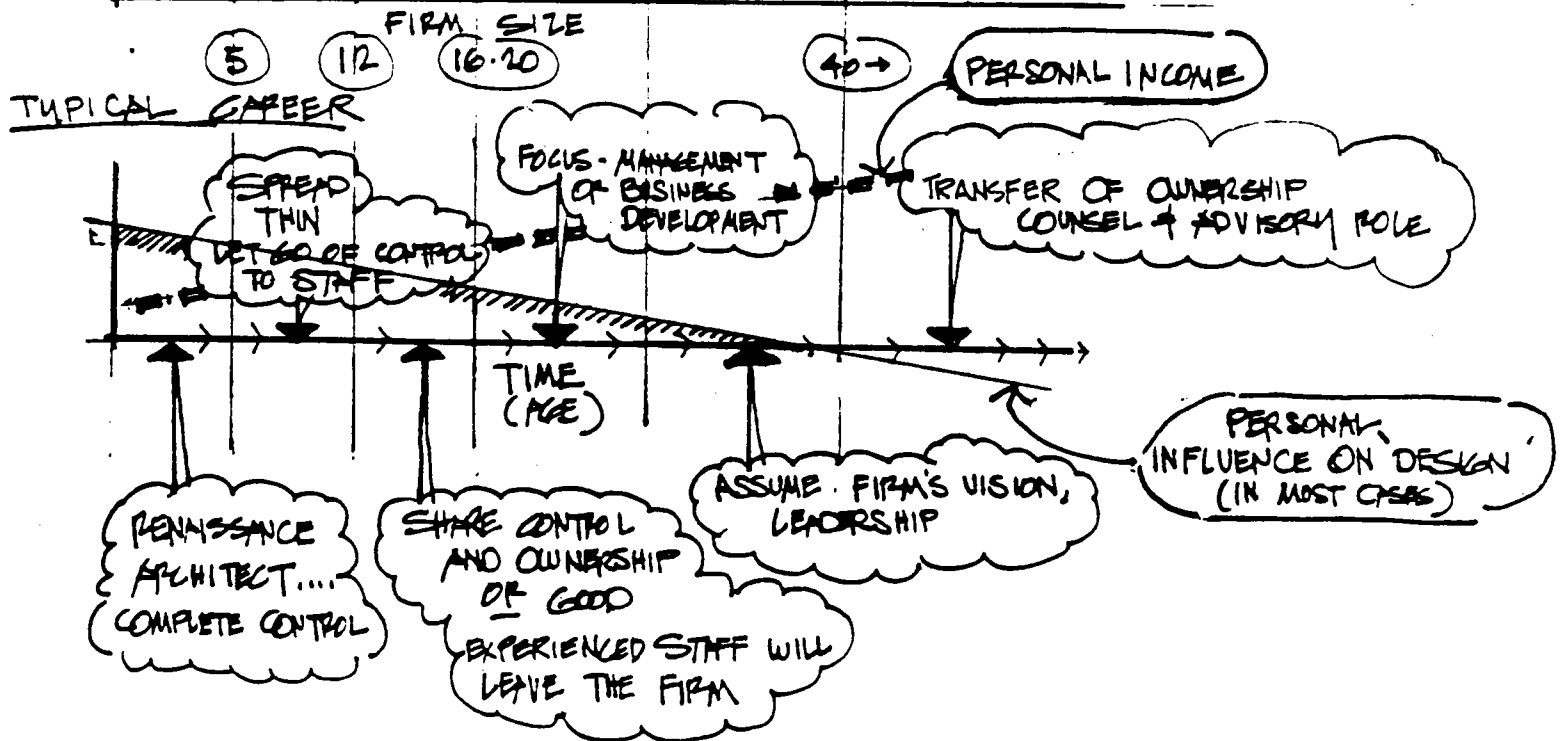 FIRM SIZE
5
12
16·20
40→
PERSONAL INCOME
TYPICAL CAREER
SPREAD
THIN
LET GO OF CONTROL
TO STAFF
FOCUS - MANAGEMENT
OF BUSINESS
DEVELOPMENT
TRANSFER OF OWNERSHIP
COUNSEL & ADVISORY ROLE
TIME
(AGE)
RENAISSANCE
ARCHITECT....
COMPLETE CONTROL
SHARE CONTROL
AND OWNERSHIP
OR GOOD
EXPERIENCED STAFF WILL
LEAVE THE FIRM
ASSUME. FIRM'S VISION,
LEADERSHIP
PERSONAL
INFLUENCE ON DESIGN
(IN MOST CASES)